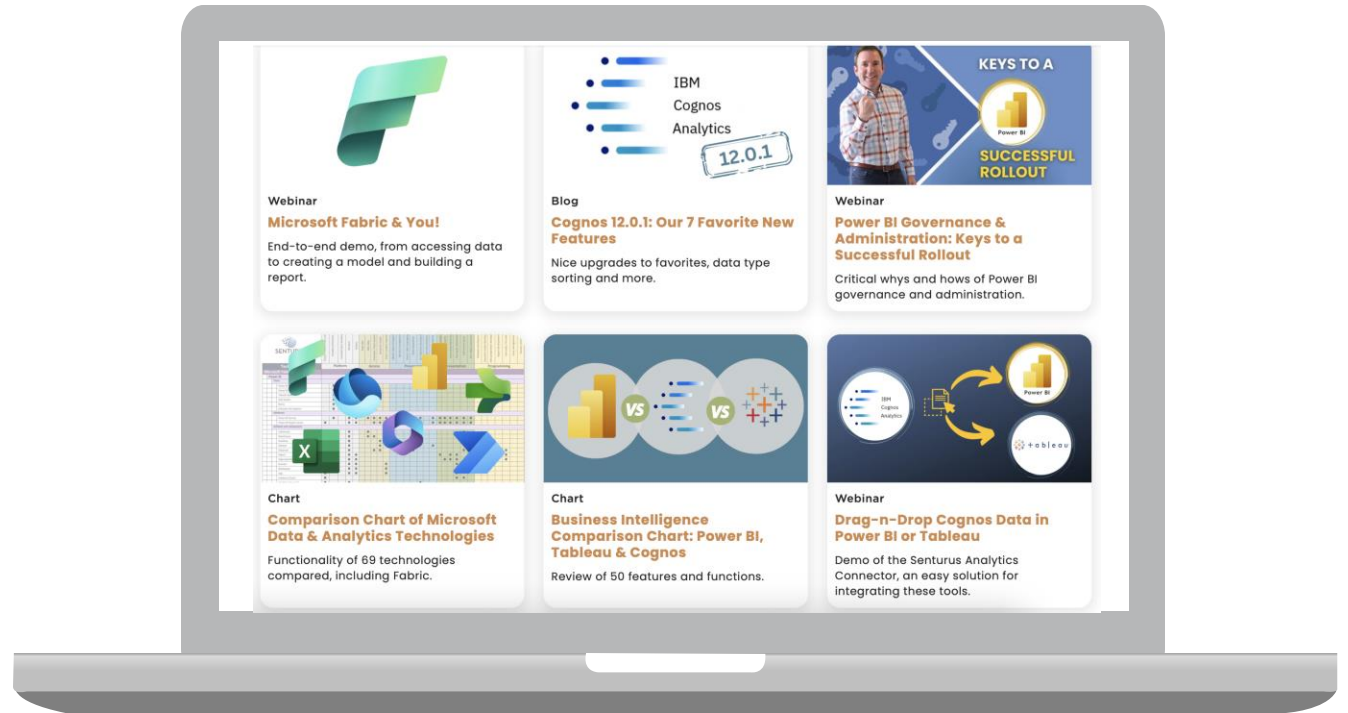 IBM
Cognos
Analytics
12.0.1
KEYS TO A
Power BI
SUCCESSFUL
ROLLOUT
Webinar
Microsoft Fabric & You!
End-to-end demo, from accessing data
to creating a model and building a
report.
Blog
Cognos 12.0.1: Our 7 Favorite New
Features
Nice upgrades to favorites, data type
sorting and more.
Webinar
Power BI Governance &
Administration: Keys to a
Successful Rollout
Critical whys and hows of Power BI
governance and administration.
X
VS
VS
IBM
Cognos
Analytics
Power BI
+ableau
Chart
Comparison Chart of Microsoft
Data & Analytics Technologies
Functionality of 69 technologies
compared, including Fabric.
Chart
Business Intelligence
Comparison Chart: Power BI,
Tableau & Cognos
Review of 50 features and functions.
Webinar
Drag-n-Drop Cognos Data in
Power BI or Tableau
Demo of the Senturus Analytics
Connector, an easy solution for
integrating these tools.